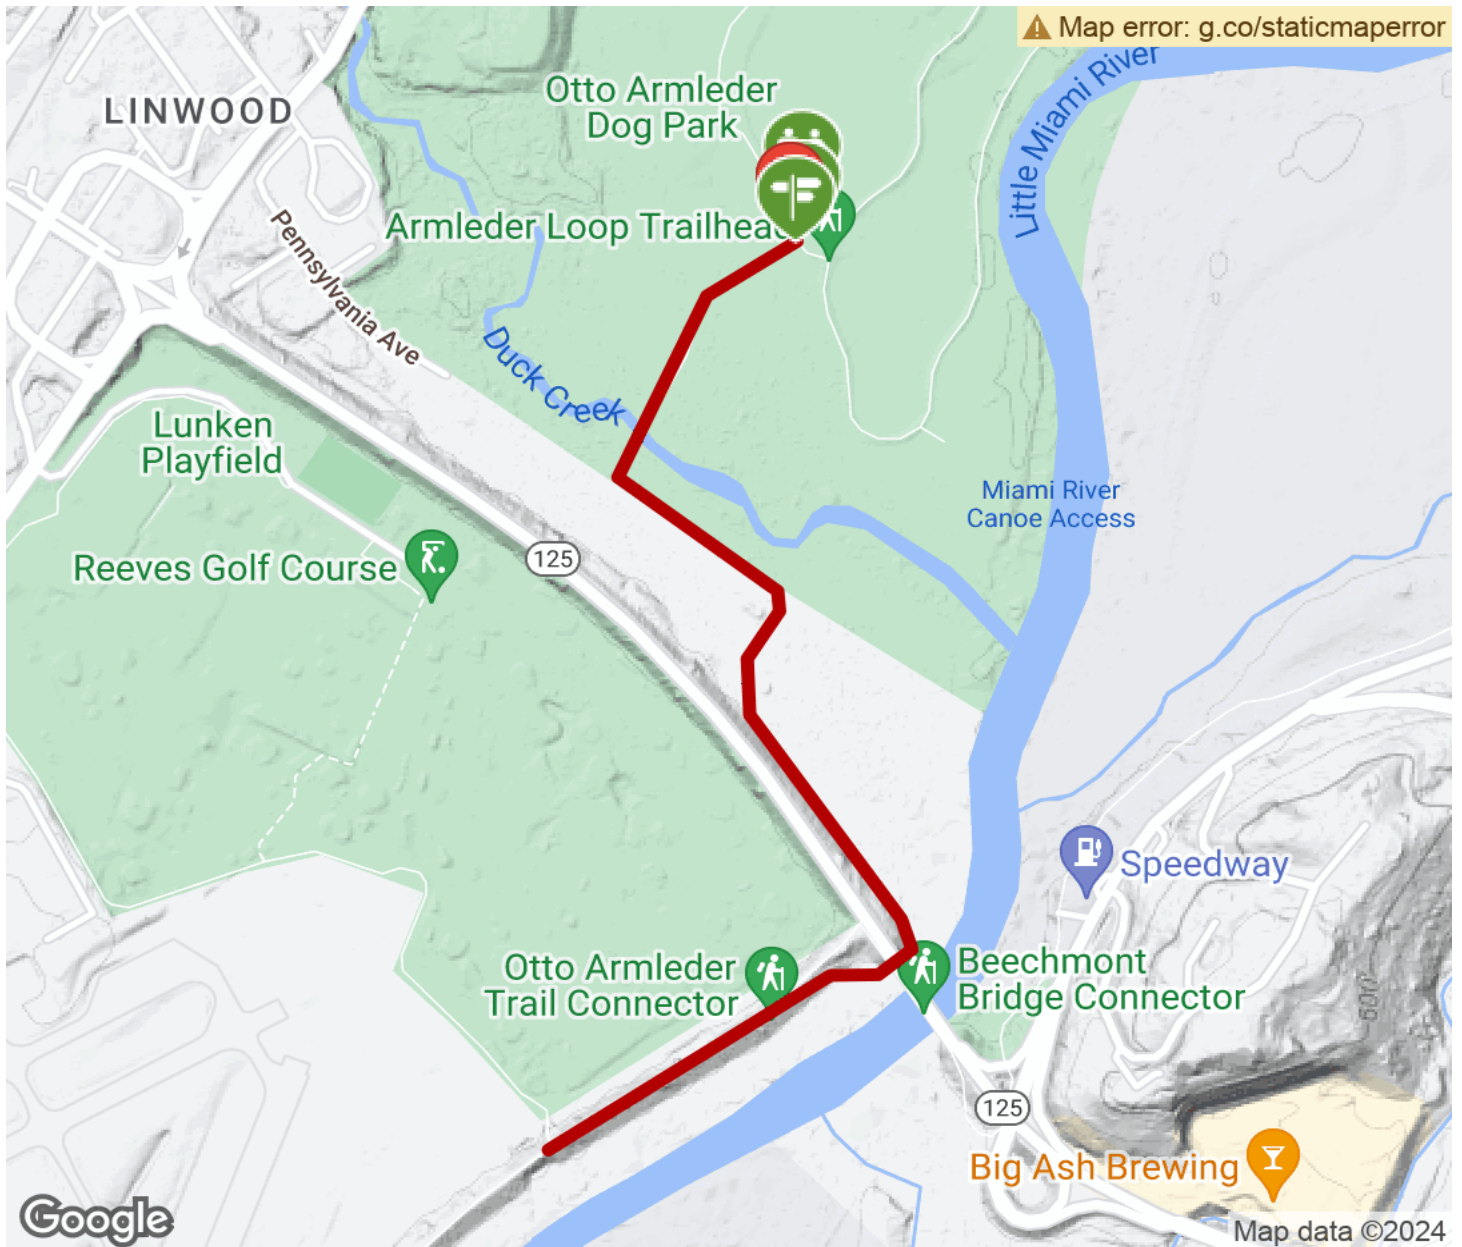 Map error: g.co/staticmaperror
Little Miami River
Otto Armleder
Dog Park
LINWOOD
Armleder Loop Trailhead
Pennsylvania Ave
Duck Creek
Lunken
Playfield
Miami River
Canoe Access
125
Reeves Golf Course
Speedway
Otto Armleder
Trail Connector
Beechmont
Bridge Connector
600
125
Big Ash Brewing
Google
Map data ©2024